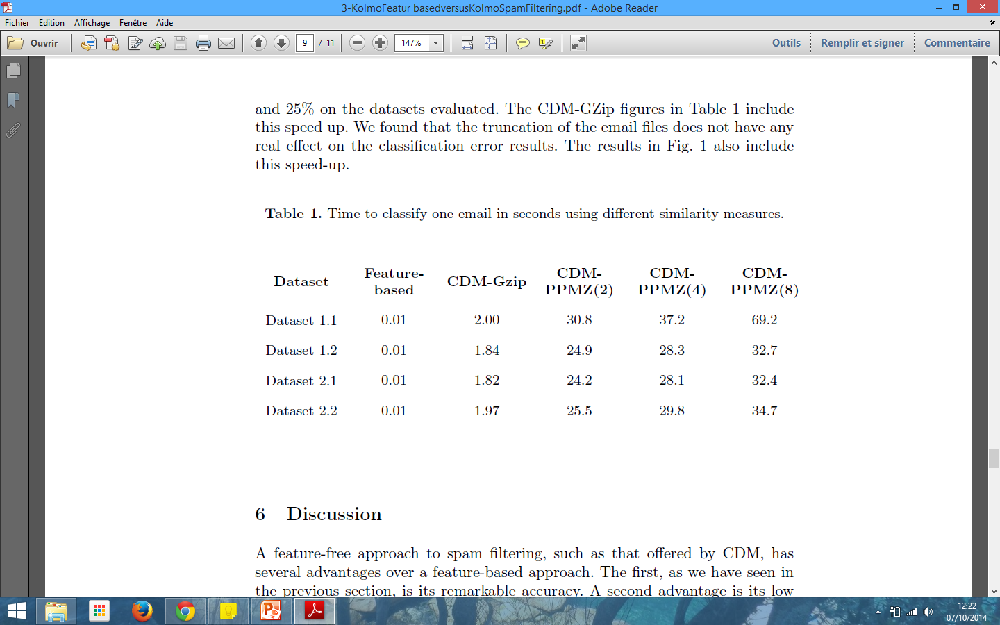 3-KolmoFeatur basedversusKolmoSpamFiltering.pdf - Adobe Reader
Fichier Edition Affichage Fenêtre Aide
Ouvrir 9 / 11 147% Outils Remplir et signer Commentaire
and 25% on the datasets evaluated. The CDM-GZip figures in Table 1 include
this speed up. We found that the truncation of the email files does not have any
real effect on the classification error results. The results in Fig. 1 also include
this speed-up.
Table 1. Time to classify one email in seconds using different similarity measures.
Dataset Feature-based CDM-Gzip CDM-PPMZ(2) CDM-PPMZ(4) CDM-PPMZ(8)
Dataset 1.1 0.01 2.00 30.8 37.2 69.2
Dataset 1.2 0.01 1.84 24.9 28.3 32.7
Dataset 2.1 0.01 1.82 24.2 28.1 32.4
Dataset 2.2 0.01 1.97 25.5 29.8 34.7
6 Discussion
A feature-free approach to spam filtering, such as that offered by CDM, has
several advantages over a feature-based approach. The first, as we have seen in
the previous section, is its remarkable accuracy. A second advantage is its low
12:22
07/10/2014